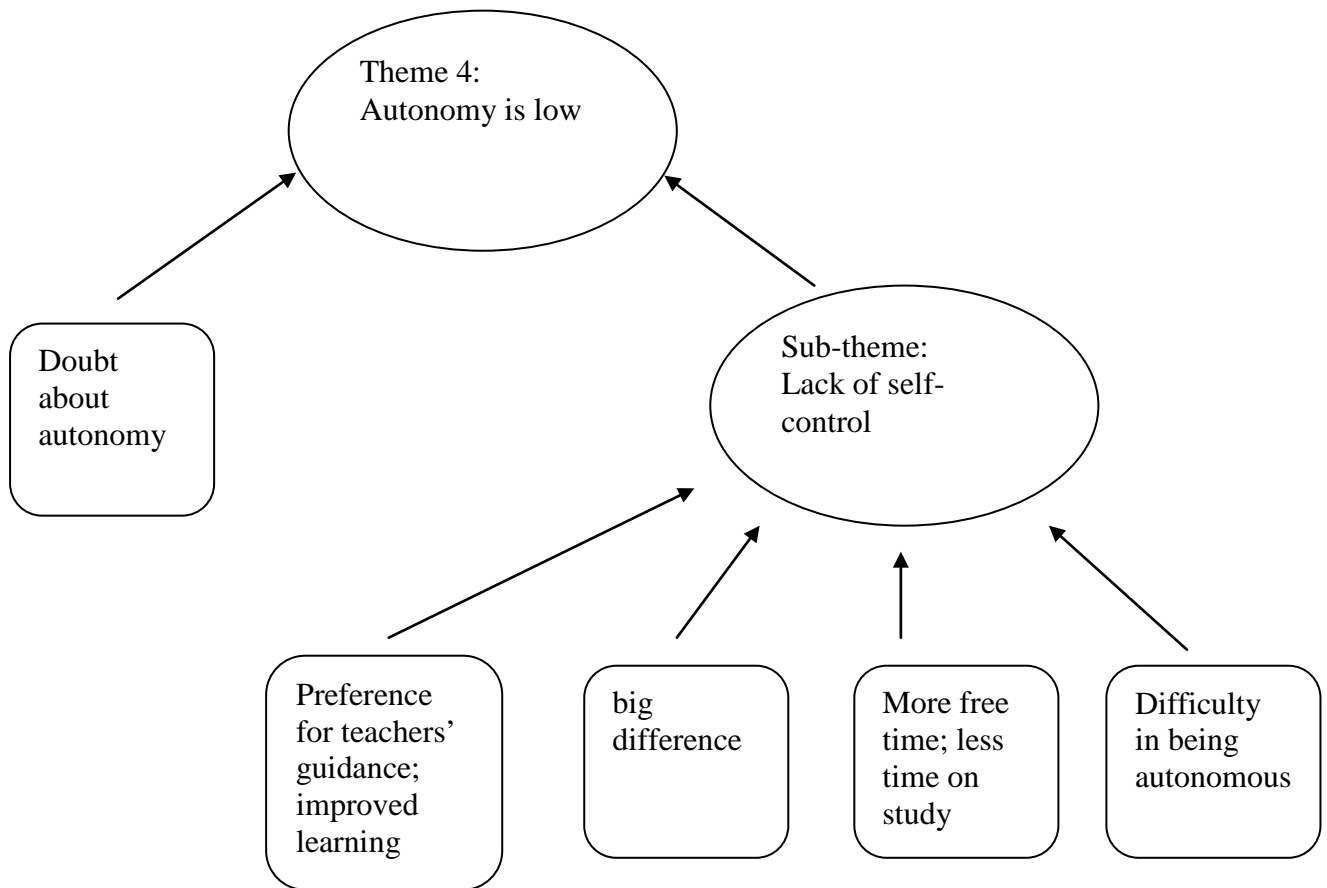 Theme 4:
Autonomy is low
Doubt
about
autonomy
Sub-theme:
Lack of self-
control
Preference
for teachers’
guidance;
improved
learning
big
difference
More free
time; less
time on
study
Difficulty
in being
autonomous